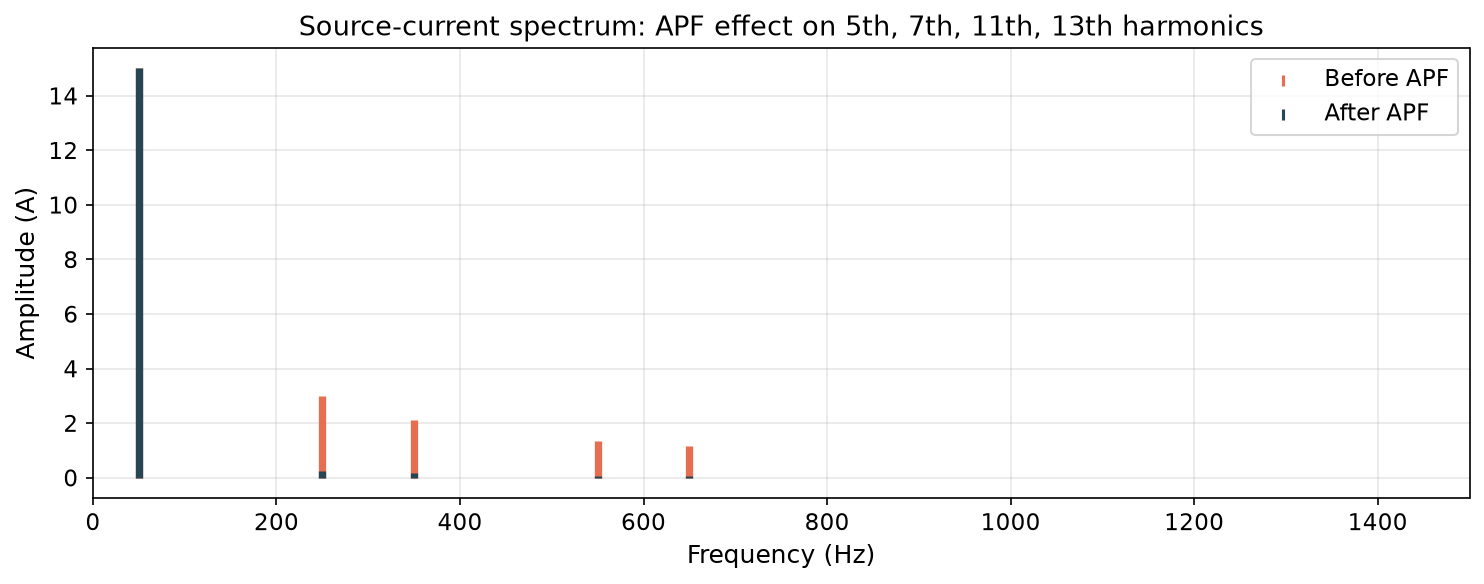 Source-current spectrum: APF effect on 5th, 7th, 11th, 13th harmonics
Before APF
After APF
Amplitude (A)
14
12
10
8
6
4
2
0
0 200 400 600 800 1000 1200 1400
Frequency (Hz)